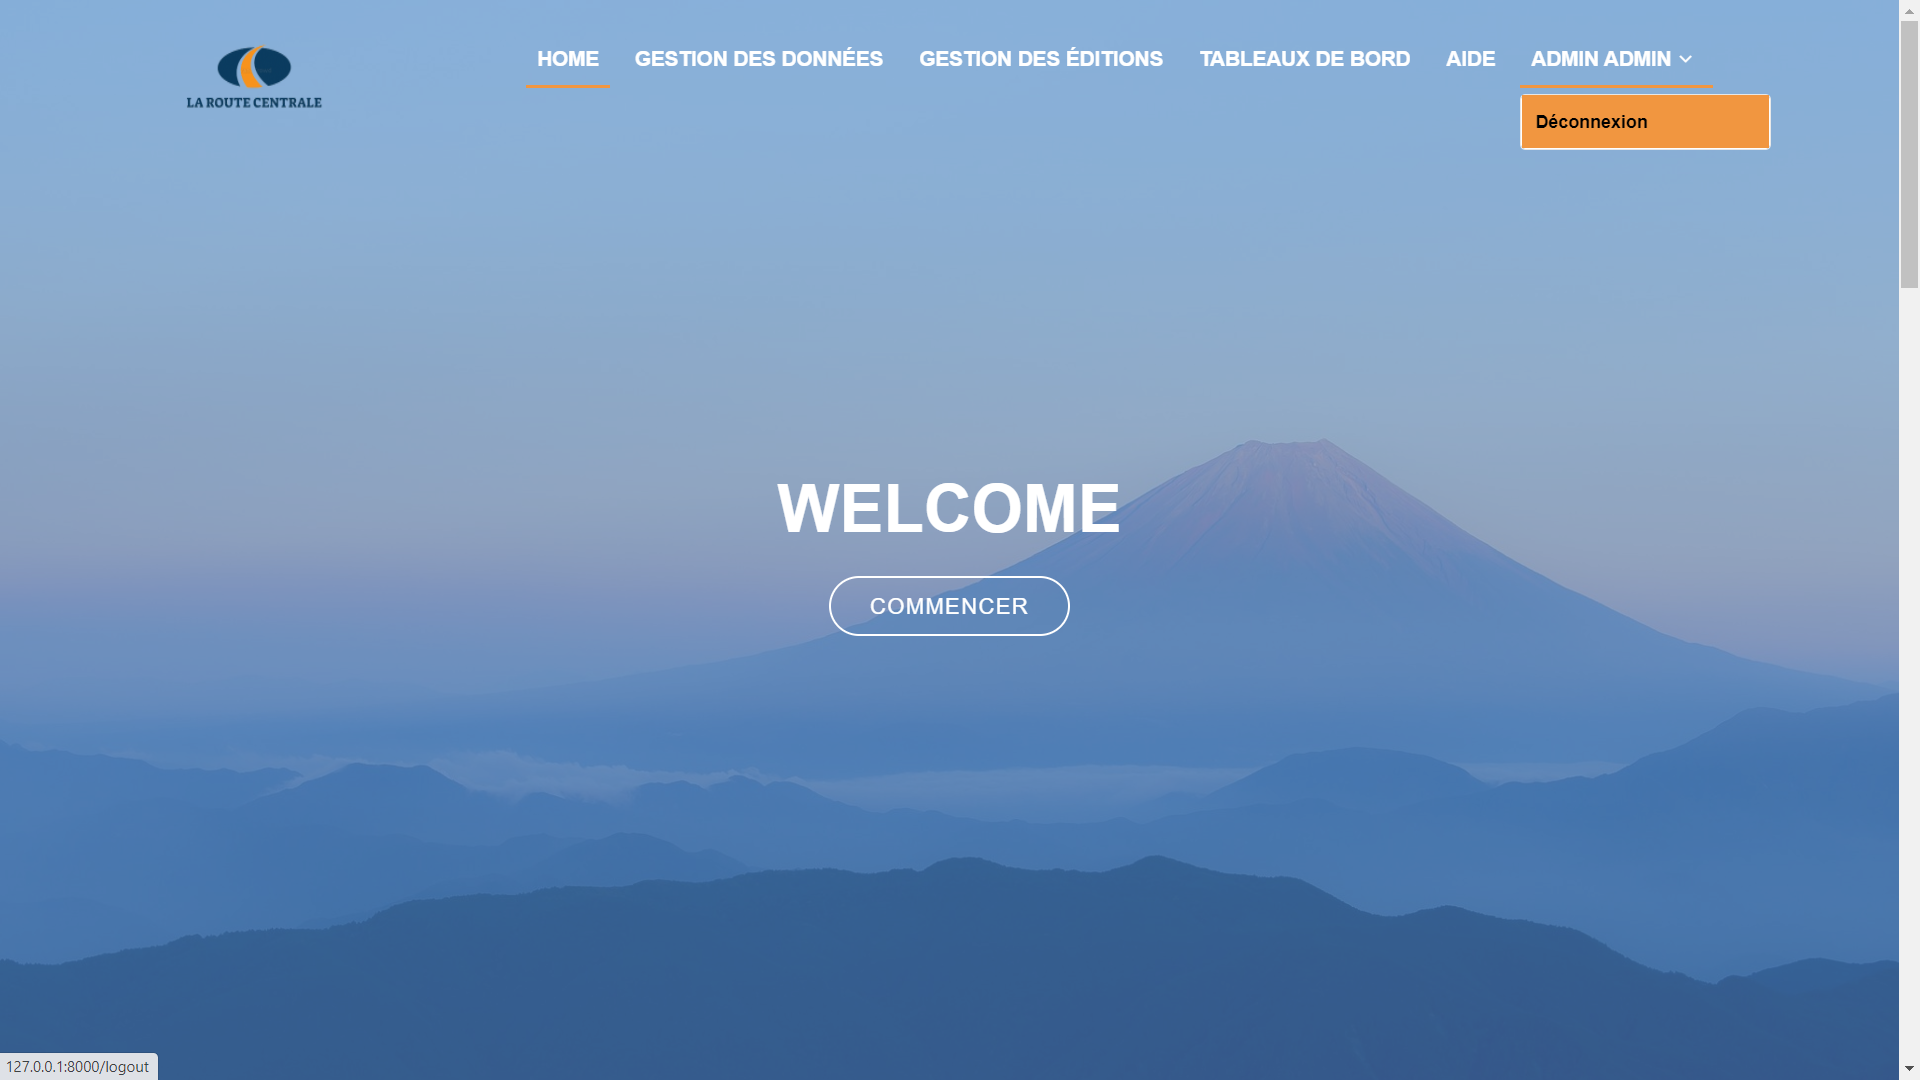 LA ROUTE CENTRALE
HOME
GESTION DES DONNÉES
GESTION DES ÉDITIONS
TABLEAUX DE BORD
AIDE
ADMIN ADMIN
Déconnexion
WELCOME
COMMENCER
127.0.0.1:8000/logout